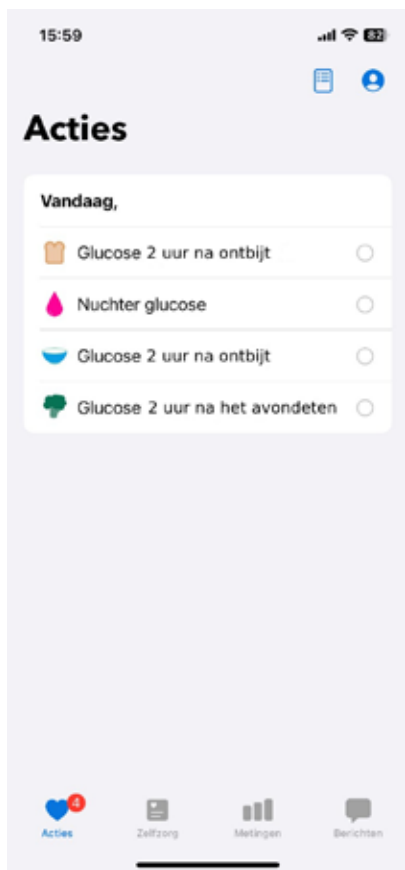 15:59
82
Acties
Vandaag,
Glucose 2 uur na ontbijt
Nuchter glucose
Glucose 2 uur na ontbijt
Glucose 2 uur na het avondeten
4
Acties Zelfzorg Metingen Berichten